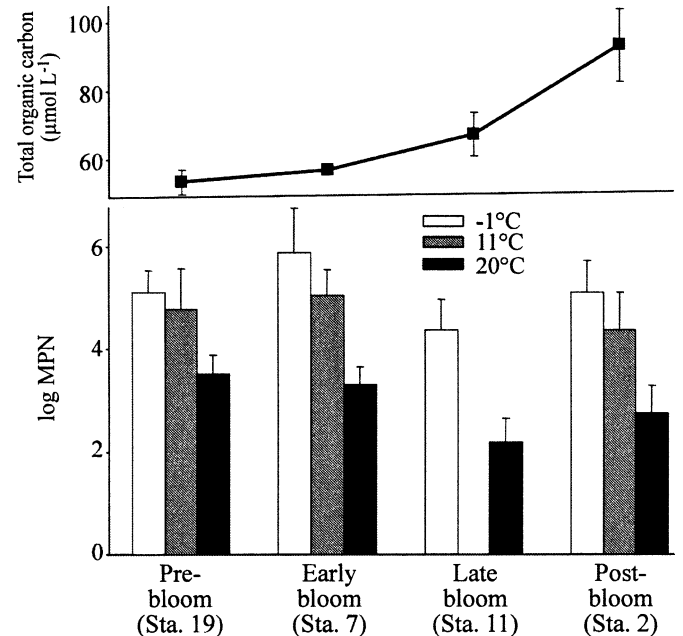 Total organic carbon
(μmol L-1)
100
80
60
-1°C
11°C
20°C
log MPN
6
4
2
0
Pre-
bloom
(Sta. 19)
Early
bloom
(Sta. 7)
Late
bloom
(Sta. 11)
Post-
bloom
(Sta. 2)